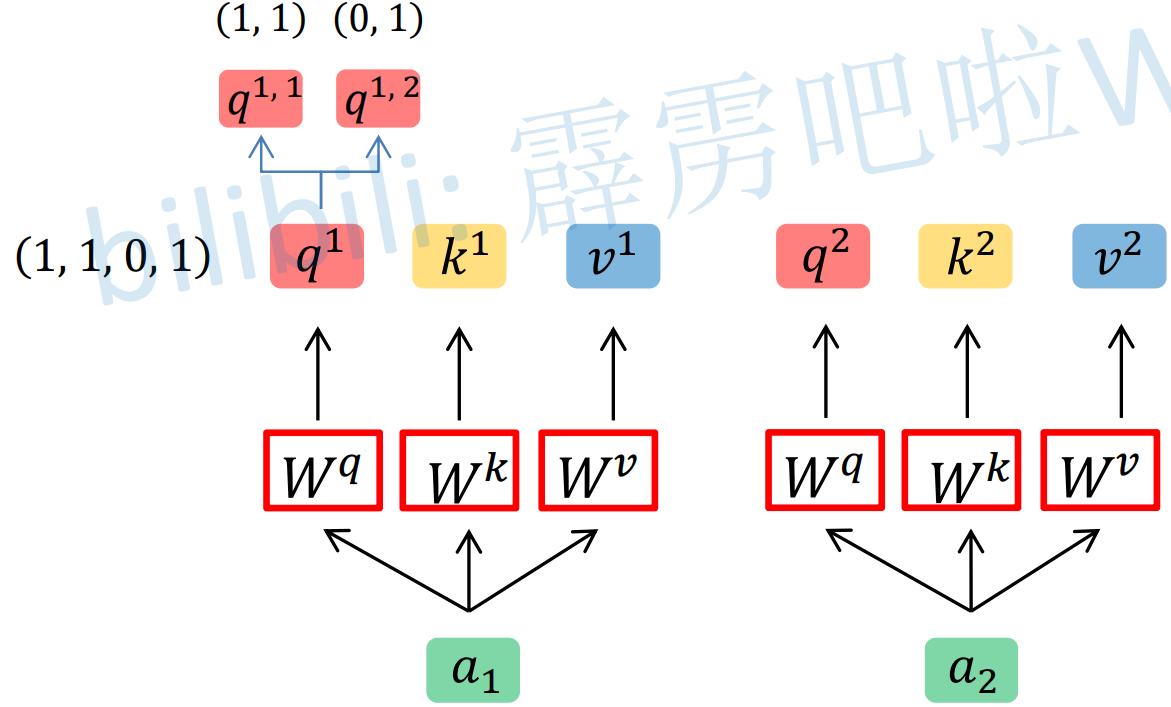 (1, 1) (0, 1)
q^{1, 1} q^{1, 2}
bilibili: 霹雳吧啦W
(1, 1, 0, 1) q^1 k^1 v^1 q^2 k^2 v^2
W^q W^k W^v W^q W^k W^v
a_1 a_2